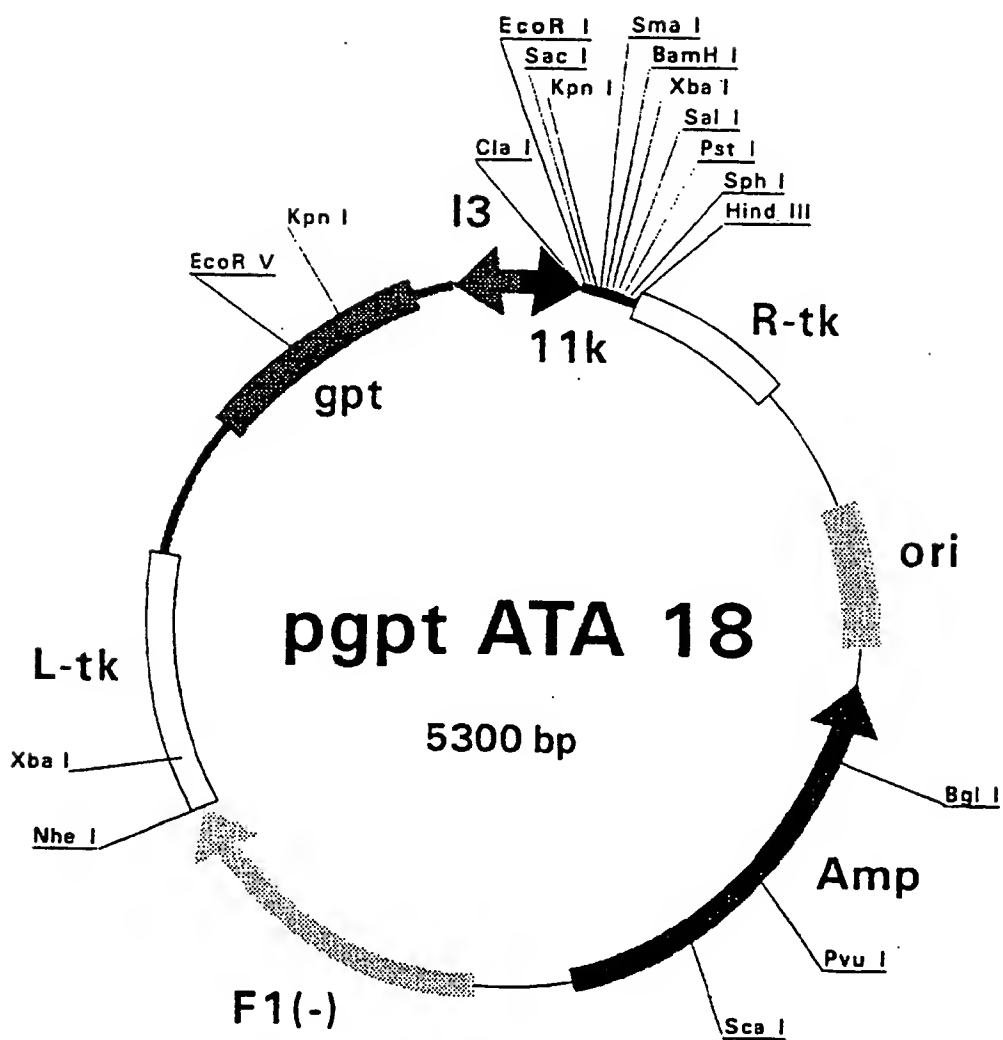 EcoR I
Sma I
Sac I
BamH I
Kpn I
Xba I
Sal I
Cla I
Pst I
Sph I
Hind III
I3
Kpn I
EcoR V
11k
R-tk
gpt
ori
pgpt ATA 18
5300 bp
L-tk
Xba I
Nhe I
Bgl I
Amp
Pvu I
F1(-)
Sca I